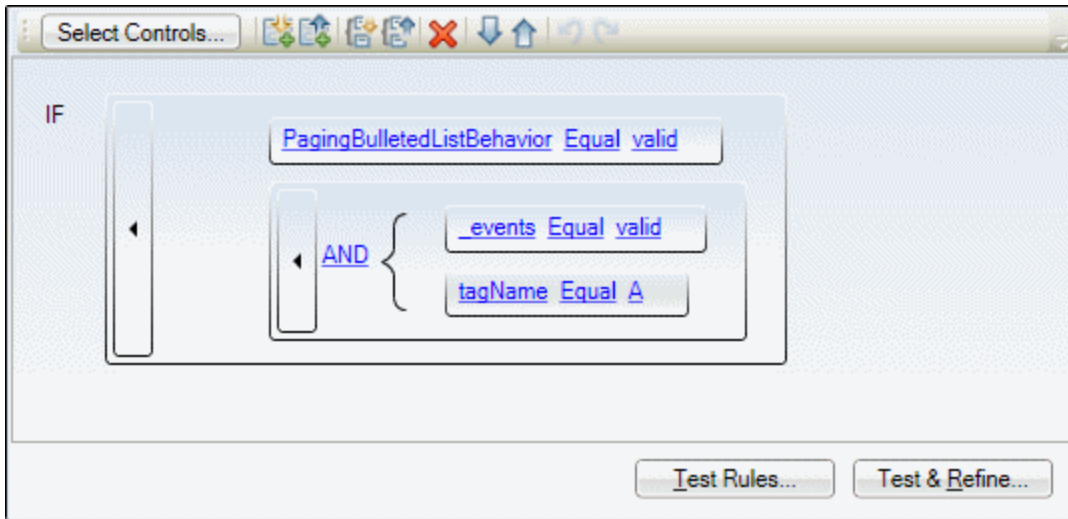 Select Controls...
IF
PagingBulletedListBehavior Equal valid
_events Equal valid
AND
tagName Equal A
Test Rules... Test & Refine...